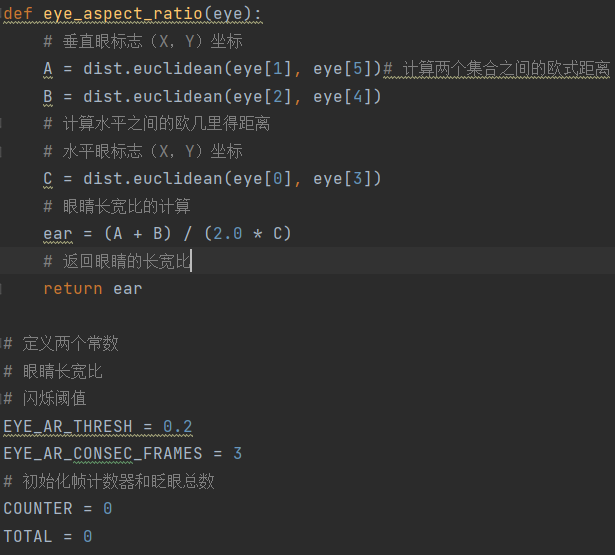 def eye_aspect_ratio(eye):
    # 垂直眼标志（X，Y）坐标
    A = dist.euclidean(eye[1], eye[5])# 计算两个集合之间的欧式距离
    B = dist.euclidean(eye[2], eye[4])
    # 计算水平之间的欧几里得距离
    # 水平眼标志（X，Y）坐标
    C = dist.euclidean(eye[0], eye[3])
    # 眼睛长宽比的计算
    ear = (A + B) / (2.0 * C)
    # 返回眼睛的长宽比
    return ear
# 定义两个常数
# 眼睛长宽比
# 闪烁阈值
EYE_AR_THRESH = 0.2
EYE_AR_CONSEC_FRAMES = 3
# 初始化帧计数器和眨眼总数
COUNTER = 0
TOTAL = 0